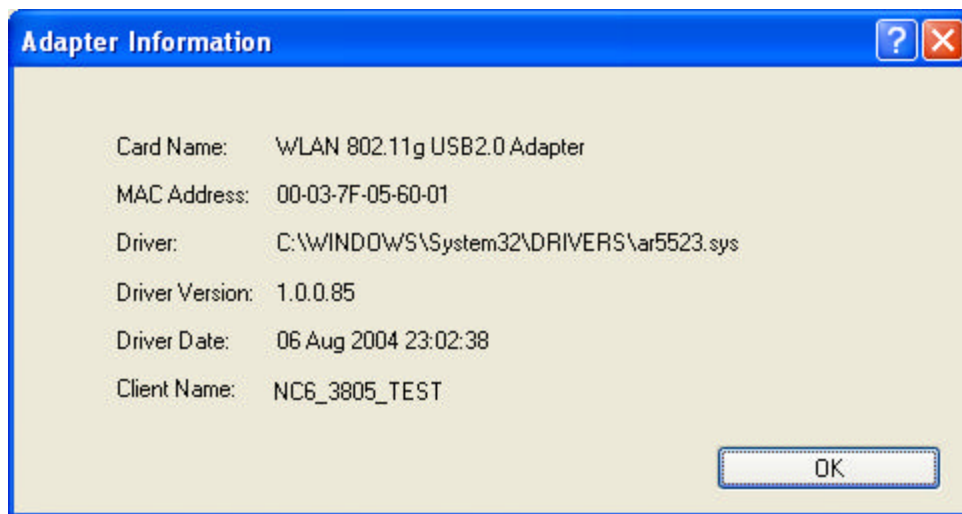 Adapter Information
Card Name: WLAN 802.11g USB2.0 Adapter
MAC Address: 00-03-7F-05-60-01
Driver: C:\WINDOWS\System32\DRIVERS\ar5523.sys
Driver Version: 1.0.0.85
Driver Date: 06 Aug 2004 23:02:38
Client Name: NC6_3805_TEST
OK